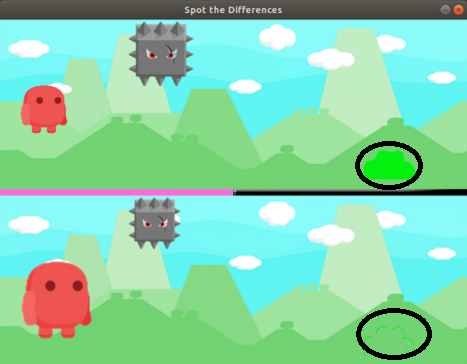 Spot the Differences